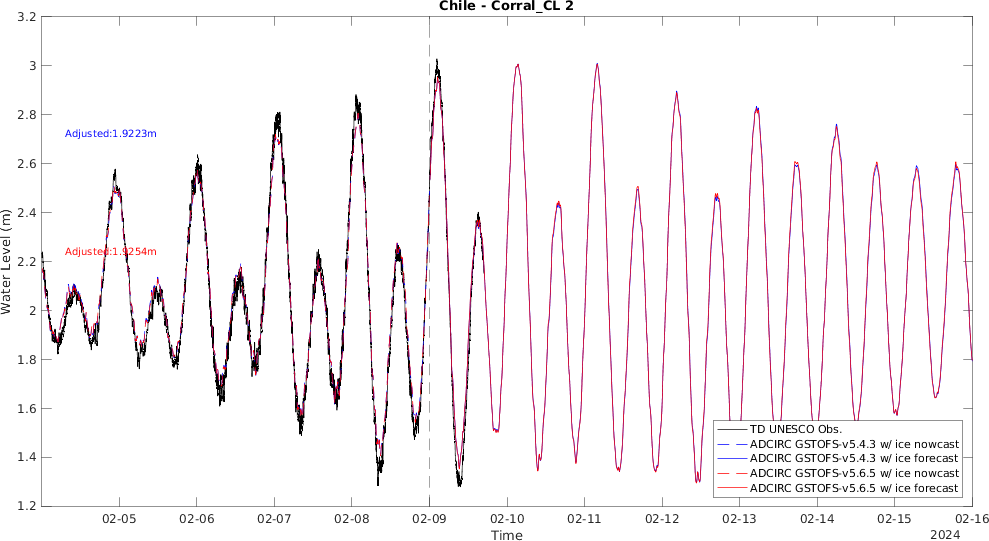 Chile - Corral_CL 2
3.2
3
2.8
2.6
2.4
2.2
2
1.8
1.6
1.4
1.2
Water Level (m)
Adjusted:1.9223m
Adjusted:1.9254m
TD UNESCO Obs.
ADCIRC GSTOFS-v5.4.3 w/ ice nowcast
ADCIRC GSTOFS-v5.4.3 w/ ice forecast
ADCIRC GSTOFS-v5.6.5 w/ ice nowcast
ADCIRC GSTOFS-v5.6.5 w/ ice forecast
02-05 02-06 02-07 02-08 02-09 02-10 02-11 02-12 02-13 02-14 02-15 02-16
Time
2024